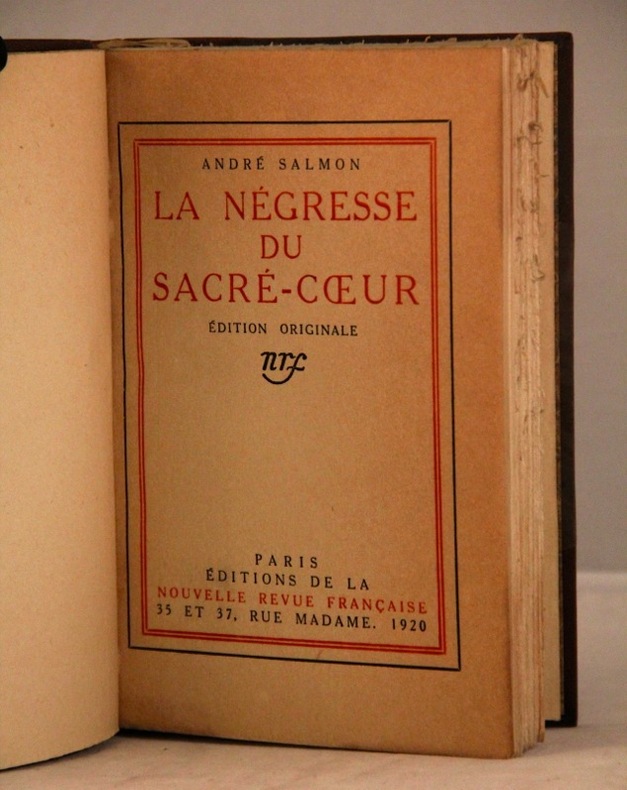 ANDRÉ SALMON
LA NÉGRESSE
DU
SACRÉ-CŒUR
ÉDITION ORIGINALE
nrf
PARIS
ÉDITIONS DE LA
NOUVELLE REVUE FRANÇAISE
35 ET 37, RUE MADAME. 1920